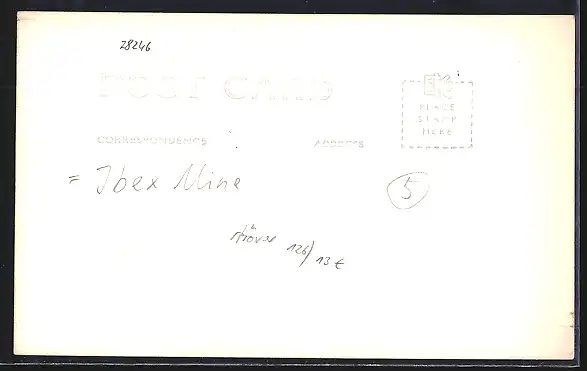 28246
POST CARD
PLACE
STAMP
HERE
CORRESPONDENCE
ADDRESS
= Ibex Mine
5
126/13 €